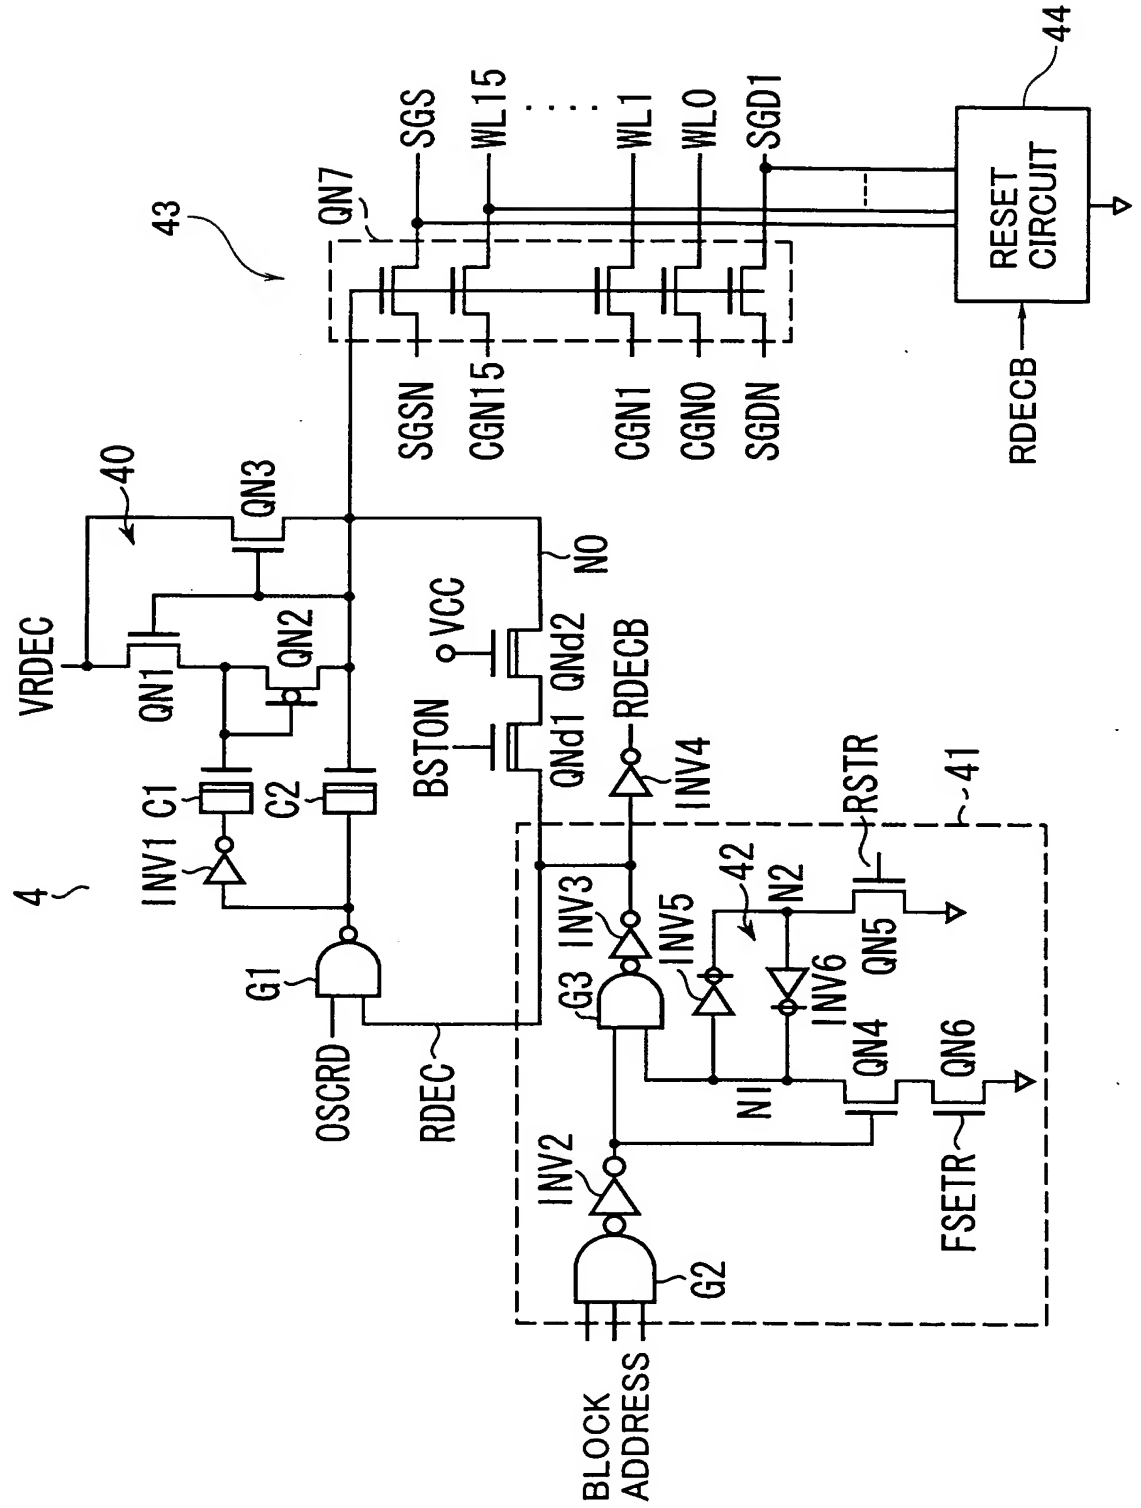 4
VRDEC
40
QN1
QN2
QN3
INV1
C1
C2
G1
OSCRD
RDEC
BSTON
VCC
QNd1
QNd2
N0
43
QN7
SGSN
CGN15
CGN1
CGN0
SGDN
SGS
WL15
WL1
WL0
SGD1
44
RESET
CIRCUIT
RDECB
RDECB
INV4
41
BLOCK
ADDRESS
G2
INV2
G3
INV3
INV5
42
N1
N2
INV6
QN4
QN5
QN6
RSTR
FSETR